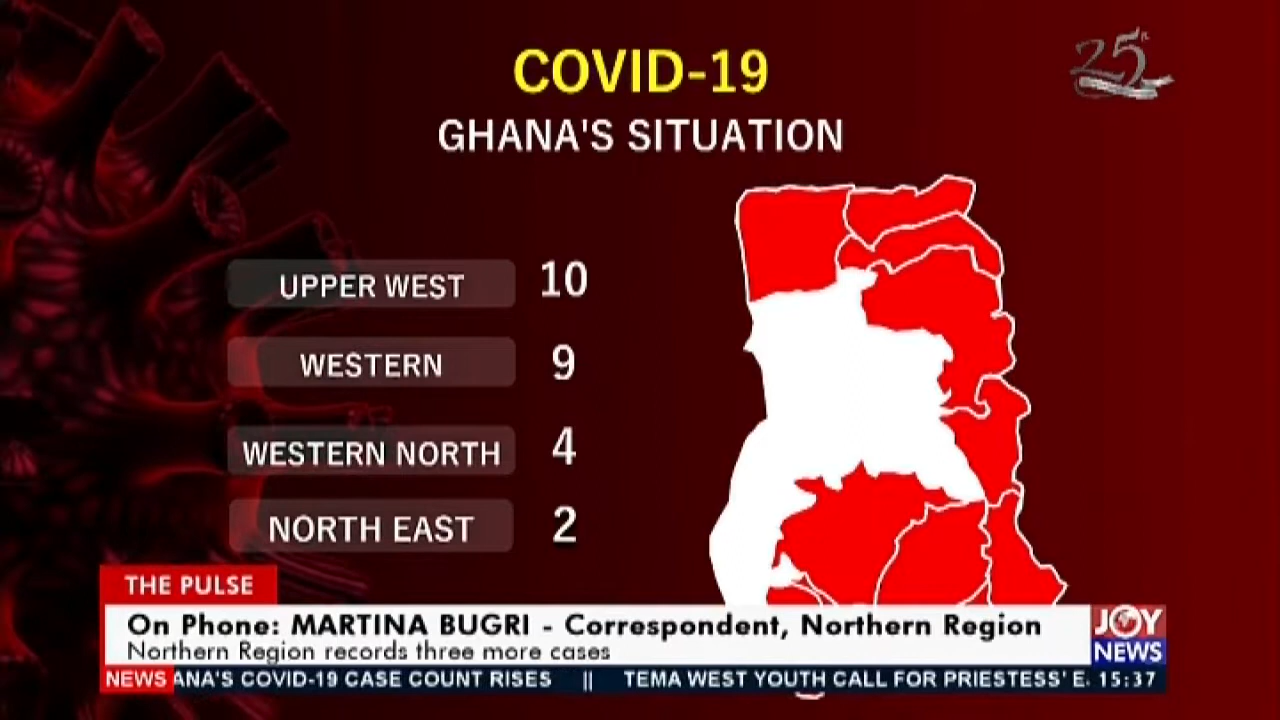 25th
COVID-19
GHANA'S SITUATION
UPPER WEST 10
WESTERN 9
WESTERN NORTH 4
NORTH EAST 2
THE PULSE
On Phone: MARTINA BUGRI - Correspondent, Northern Region
Northern Region records three more cases
JOY
NEWS
NEWS ANA'S COVID-19 CASE COUNT RISES || TEMA WEST YOUTH CALL FOR PRIESTESS' E. 15:37